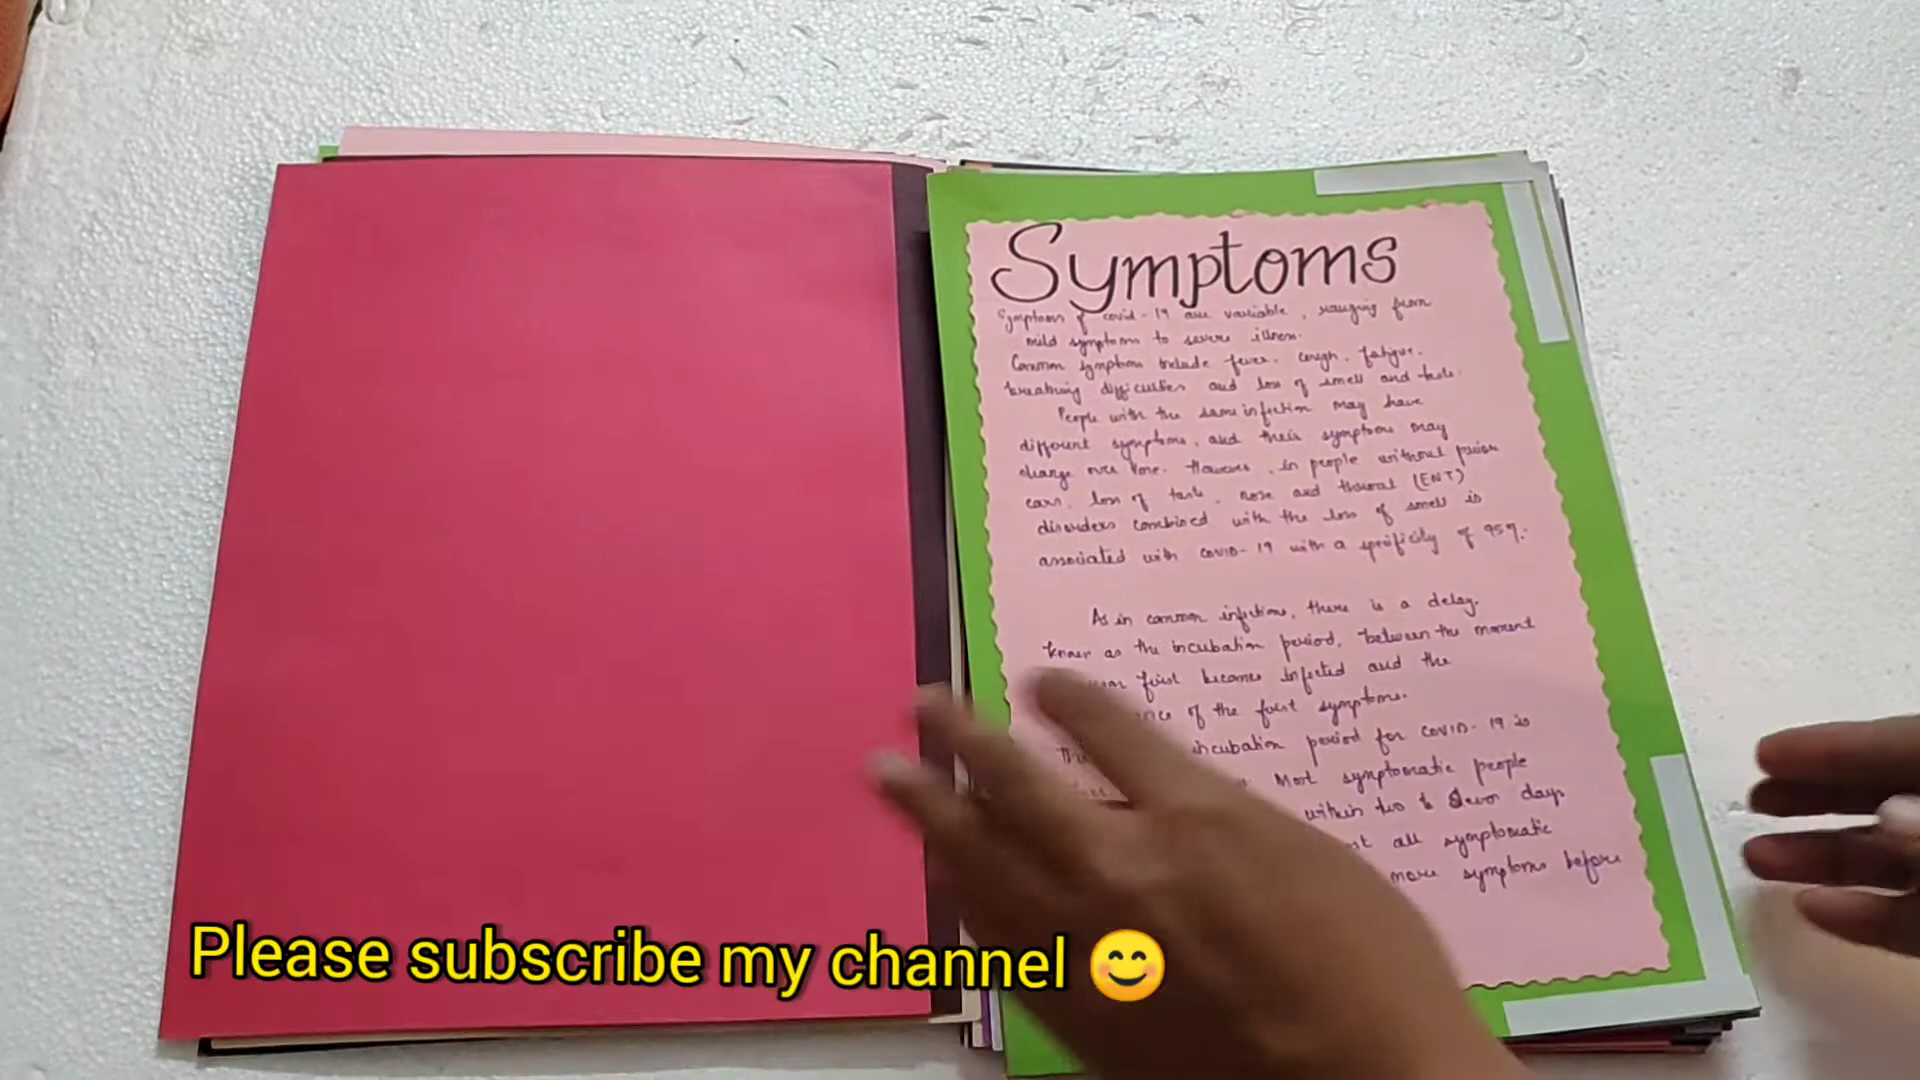 Symptoms
Symptoms of covid-19 are variable, ranging from
mild symptoms to severe illness.
Common symptoms include fever, cough, fatigue,
breathing difficulties and loss of smell and taste.
People with the same infection may have
different symptoms, and their symptoms may
change over time. However, in people without prior
ears, loss of taste, nose and throat (ENT)
disorders combined with the loss of smell is
associated with COVID-19 with a specificity of 95%.
As in common infections, there is a delay,
known as the incubation period, between the moment
first becomes infected and the
of the first symptoms.
incubation period for COVID-19 is
Most symptomatic people
within two to days
all symptomatic
more symptoms before
Please subscribe my channel 😊